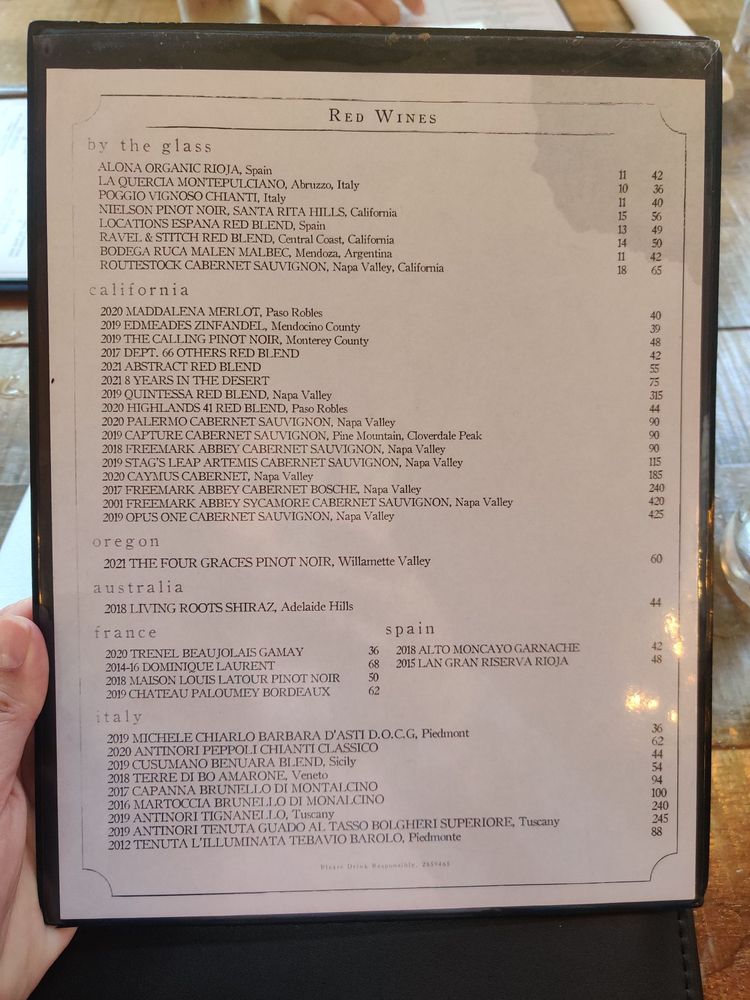 RED WINES
by the glass
ALONA ORGANIC RIOJA, Spain 11 42
LA QUERCIA MONTEPULCIANO, Abruzzo, Italy 10 36
POGGIO VIGNOSO CHIANTI, Italy 11 40
NIELSON PINOT NOIR, SANTA RITA HILLS, California 15 56
LOCATIONS ESPANA RED BLEND, Spain 13 49
RAVEL & STITCH RED BLEND, Central Coast, California 14 50
BODEGA RUCA MALEN MALBEC, Mendoza, Argentina 11 42
ROUTESTOCK CABERNET SAUVIGNON, Napa Valley, California 18 65
california
2020 MADDALENA MERLOT, Paso Robles 40
2019 EDMEADES ZINFANDEL, Mendocino County 39
2019 THE CALLING PINOT NOIR, Monterey County 48
2017 DEPT. 66 OTHERS RED BLEND 42
2021 ABSTRACT RED BLEND 55
2021 8 YEARS IN THE DESERT 75
2019 QUINTESSA RED BLEND, Napa Valley 315
2020 HIGHLANDS 41 RED BLEND, Paso Robles 44
2020 PALERMO CABERNET SAUVIGNON, Napa Valley 90
2019 CAPTURE CABERNET SAUVIGNON, Pine Mountain, Cloverdale Peak 90
2018 FREEMARK ABBEY CABERNET SAUVIGNON, Napa Valley 90
2019 STAG'S LEAP ARTEMIS CABERNET SAUVIGNON, Napa Valley 115
2020 CAYMUS CABERNET, Napa Valley 185
2017 FREEMARK ABBEY CABERNET BOSCHE, Napa Valley 240
2001 FREEMARK ABBEY SYCAMORE CABERNET SAUVIGNON, Napa Valley 420
2019 OPUS ONE CABERNET SAUVIGNON, Napa Valley 425
oregon
2021 THE FOUR GRACES PINOT NOIR, Willamette Valley 60
australia
2018 LIVING ROOTS SHIRAZ, Adelaide Hills 44
france
2020 TRENEL BEAUJOLAIS GAMAY 36
2014-16 DOMINIQUE LAURENT 68
2018 MAISON LOUIS LATOUR PINOT NOIR 50
2019 CHATEAU PALOUMEY BORDEAUX 62
spain
2018 ALTO MONCAYO GARNACHE 42
2015 LAN GRAN RISERVA RIOJA 48
italy
2019 MICHELE CHIARLO BARBARA D'ASTI D.O.C.G, Piedmont 36
2020 ANTINORI PEPPOLI CHIANTI CLASSICO 62
2019 CUSUMANO BENUARA BLEND, Sicily 44
2018 TERRE DI BO AMARONE, Veneto 54
2017 CAPANNA BRUNELLO DI MONTALCINO 94
2016 MARTOCCIA BRUNELLO DI MONALCINO 100
2019 ANTINORI TIGNANELLO, Tuscany 240
2019 ANTINORI TENUTA GUADO AL TASSO BOLGHERI SUPERIORE, Tuscany 245
2012 TENUTA L'ILLUMINATA TEBAVIO BAROLO, Piedmonte 88
Please Drink Responsibly, 2659465